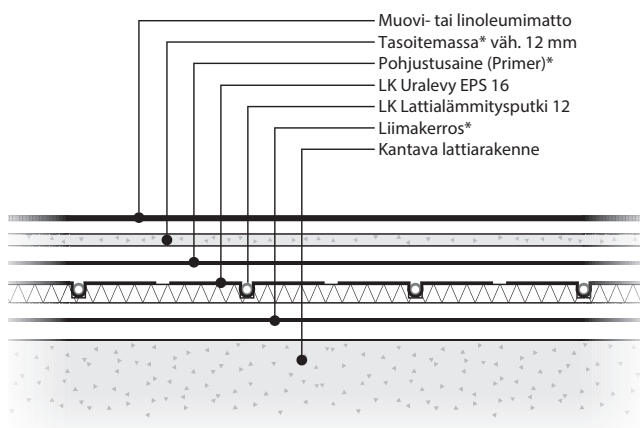 Muovi- tai linoleumimatto
Tasoitemassa* väh. 12 mm
Pohjustusaine (Primer)*
LK Uralevy EPS 16
LK Lattialämmitysputki 12
Liimakerros*
Kantava lattiarakenne